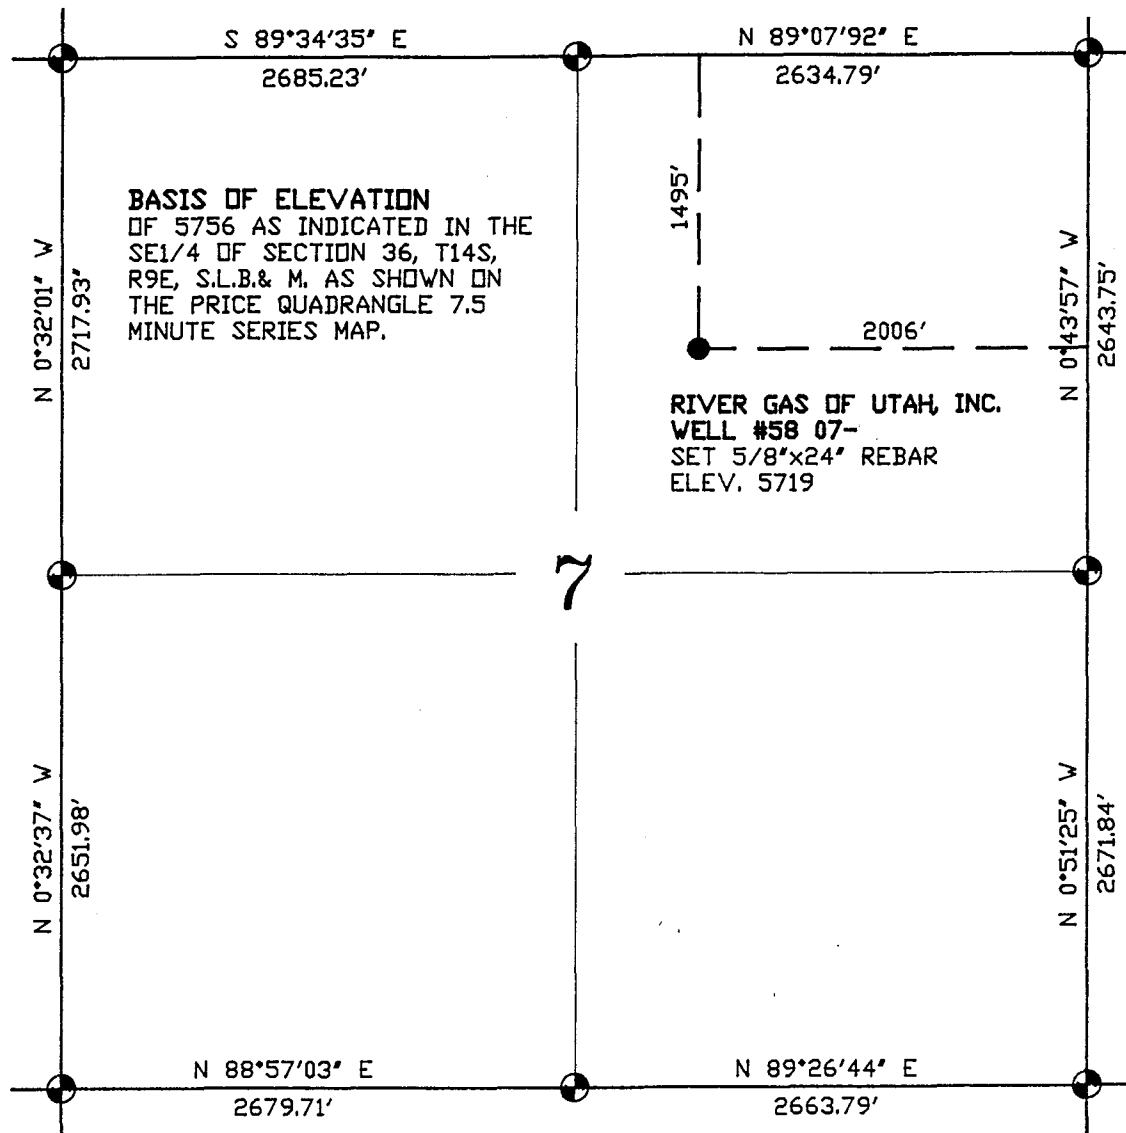 S 89°34'35" E
2685.23'
N 89°07'92" E
2634.79'
BASIS OF ELEVATION
OF 5756 AS INDICATED IN THE
SE1/4 OF SECTION 36, T14S,
R9E, S.L.B.& M. AS SHOWN ON
THE PRICE QUADRANGLE 7.5
MINUTE SERIES MAP.
1495'
2006'
RIVER GAS OF UTAH, INC.
WELL #58 07-
SET 5/8"x24" REBAR
ELEV. 5719
N 0°32'01" W
2717.93"
N 0°43'57" W
2643.75'
7
N 0°32'37" W
2651.98'
N 0°51'25" W
2671.84'
N 88°57'03" E
2679.71'
N 89°26'44" E
2663.79'